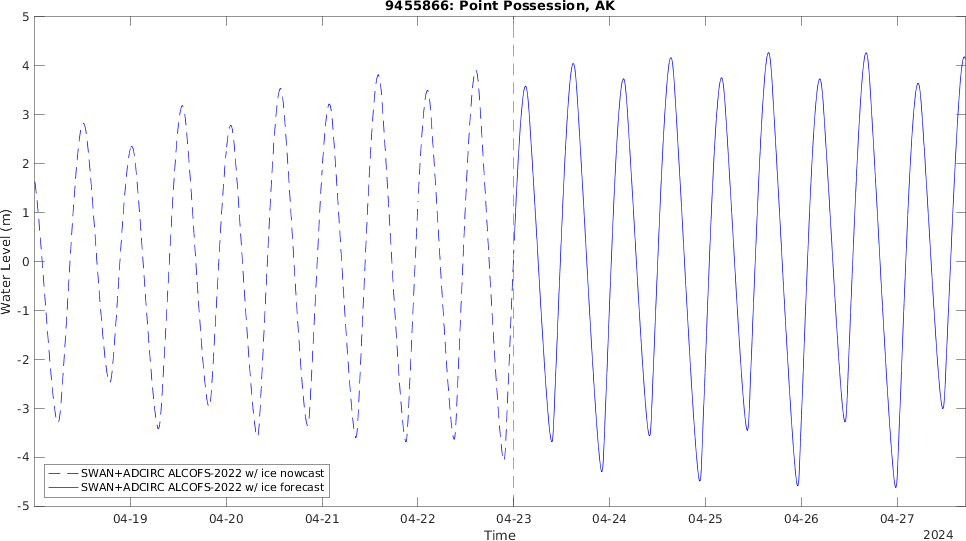 9455866: Point Possession, AK
5
4
3
2
1
0
-1
-2
-3
-4
-5
Water Level (m)
SWAN+ADCIRC ALCOFS-2022 w/ ice nowcast
SWAN+ADCIRC ALCOFS-2022 w/ ice forecast
04-19 04-20 04-21 04-22 04-23 04-24 04-25 04-26 04-27
Time
2024